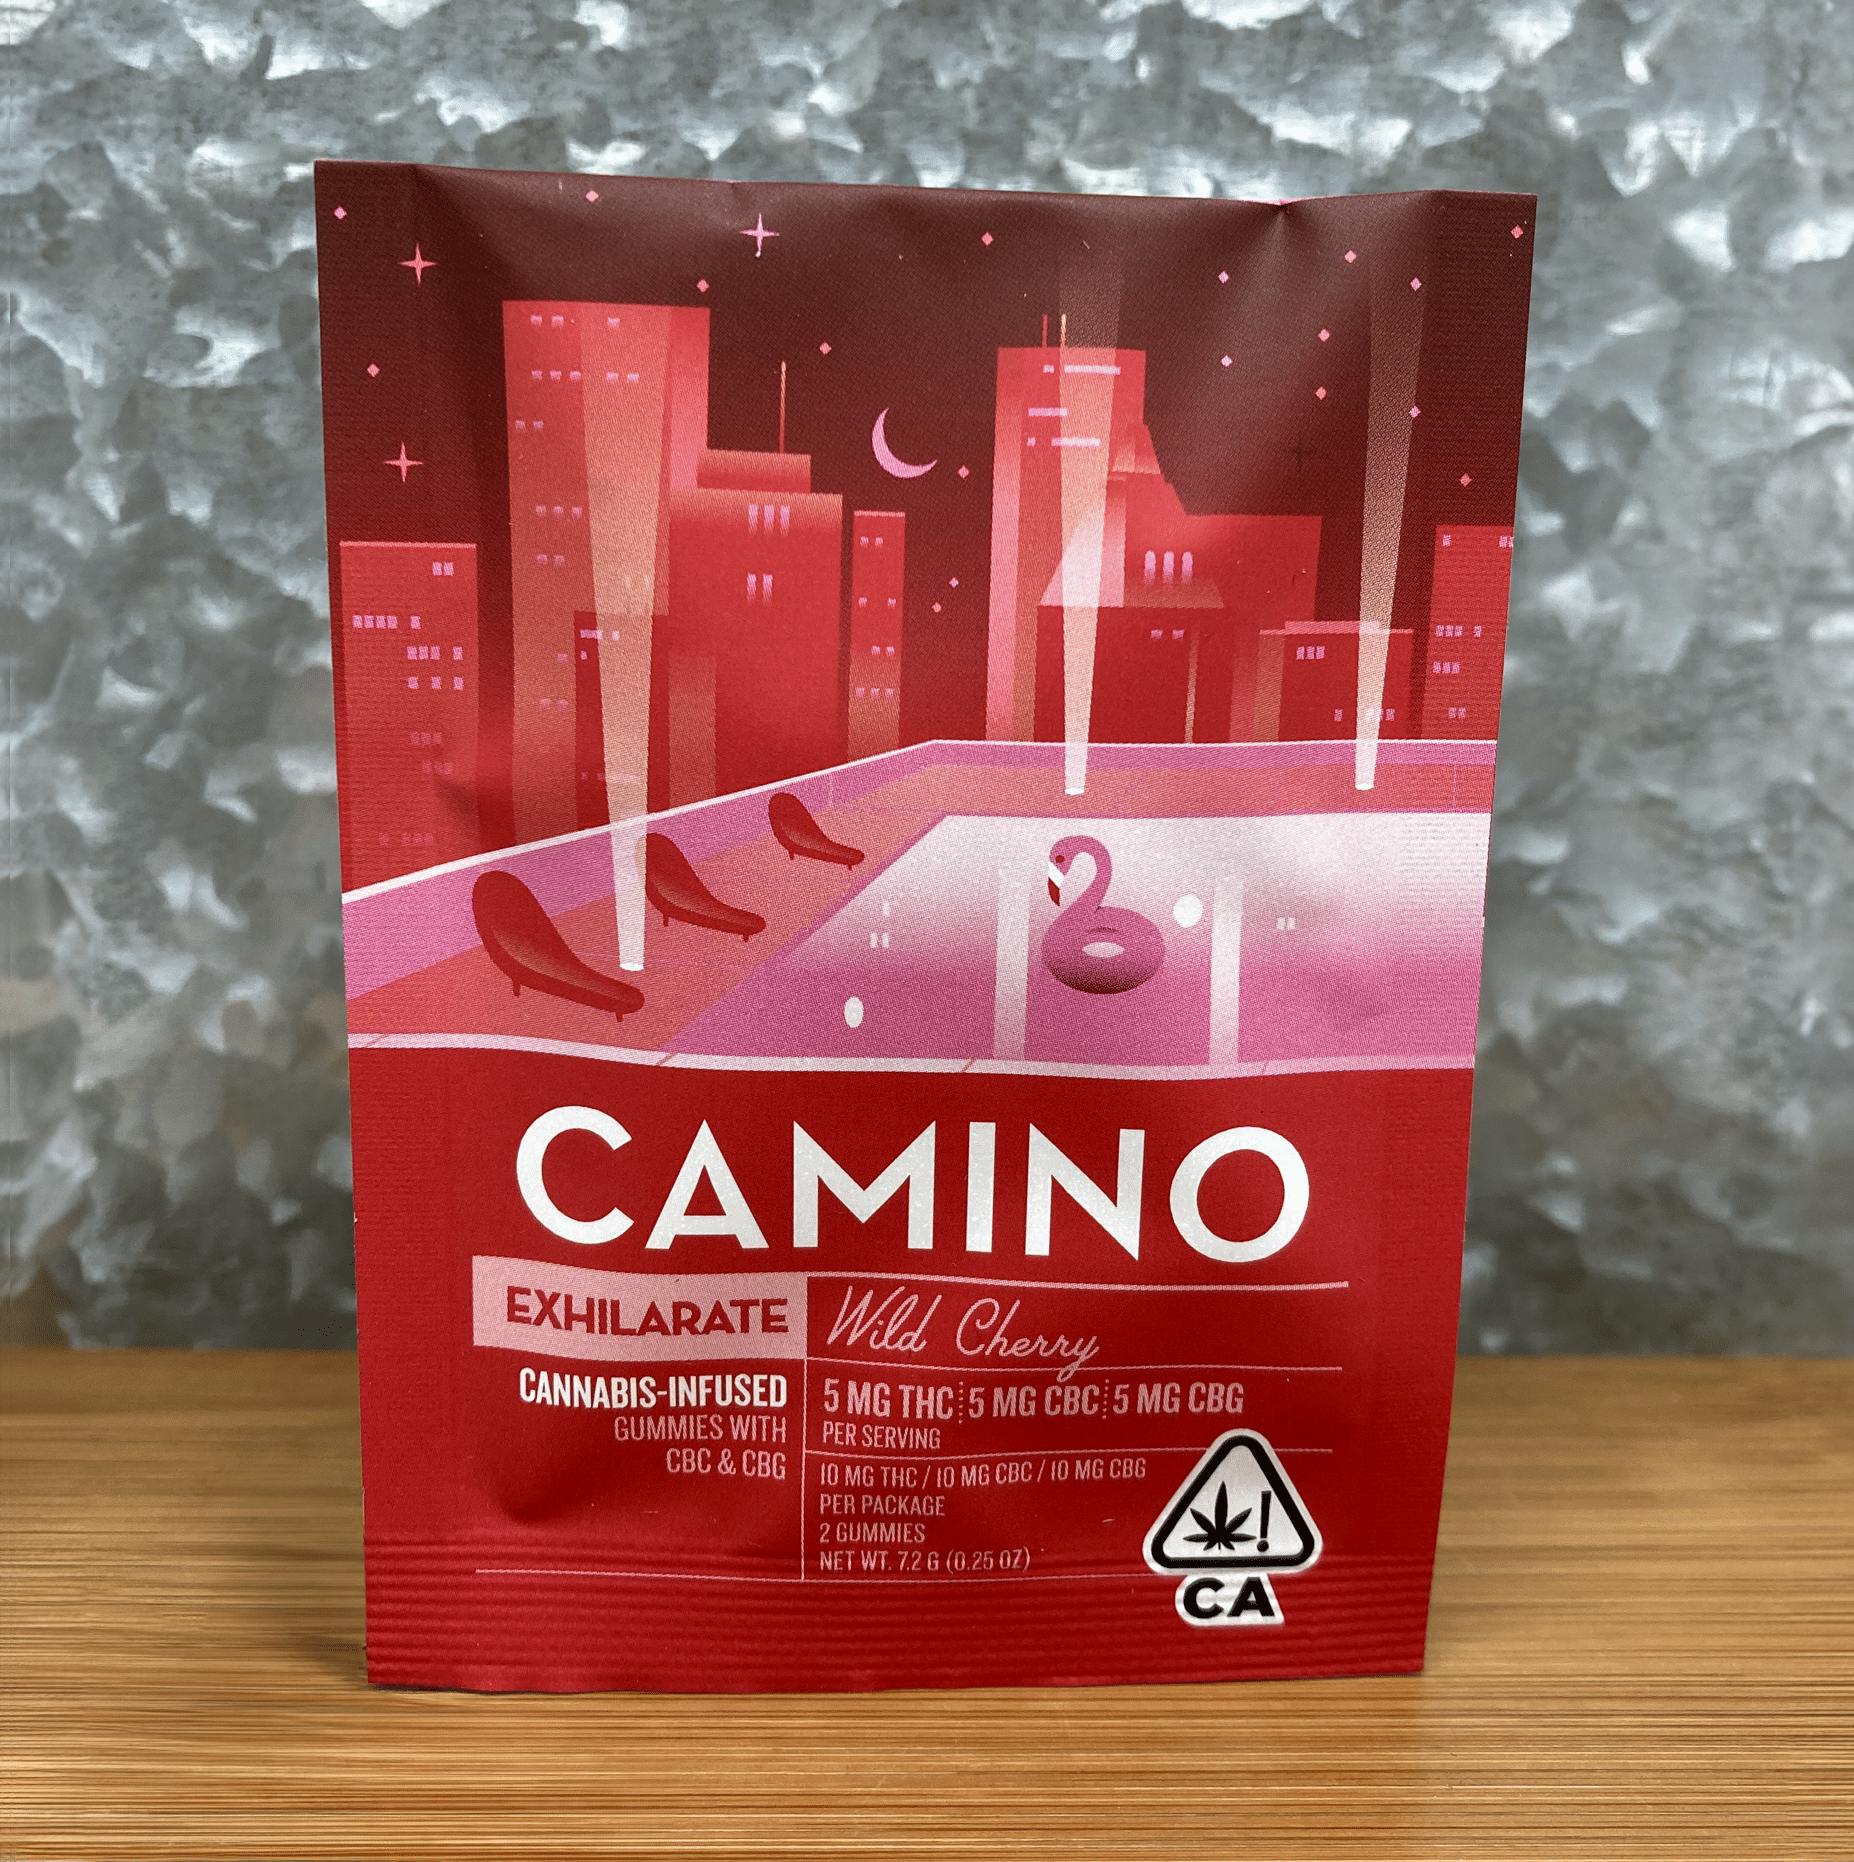 CAMINO
EXHILARATE
Wild Cherry
CANNABIS-INFUSED
GUMMIES WITH
CBC & CBG
5 MG THC 5 MG CBC 5 MG CBG
PER SERVING
10 MG THC / 10 MG CBC / 10 MG CBG
PER PACKAGE
2 GUMMIES
NET WT. 7.2 G (0.25 OZ)
!
CA